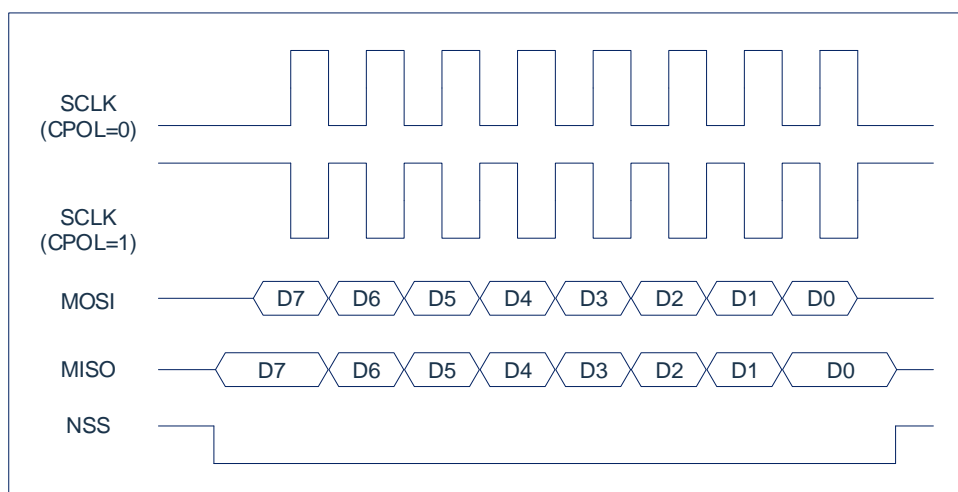 SCLK
(CPOL=0)
SCLK
(CPOL=1)
MOSI D7 D6 D5 D4 D3 D2 D1 D0
MISO D7 D6 D5 D4 D3 D2 D1 D0
NSS